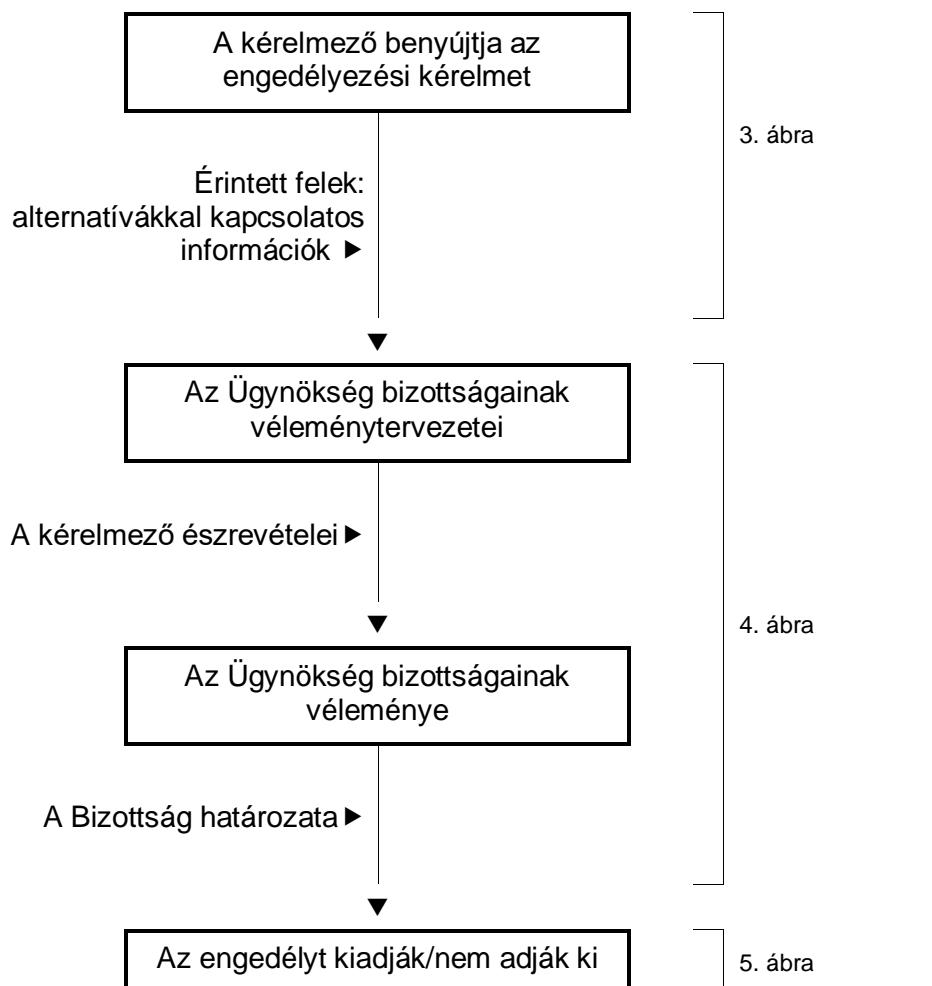 A kérelmező benyújtja az
engedélyezési kérelmet
3. ábra
Érintett felek:
alternatívákkal kapcsolatos
információk ▶
▼
Az Ügynökség bizottságainak
véleménytervezetei
A kérelmező észrevételei ▶
4. ábra
▼
Az Ügynökség bizottságainak
véleménye
A Bizottság határozata ▶
▼
Az engedélyt kiadják/nem adják ki
5. ábra